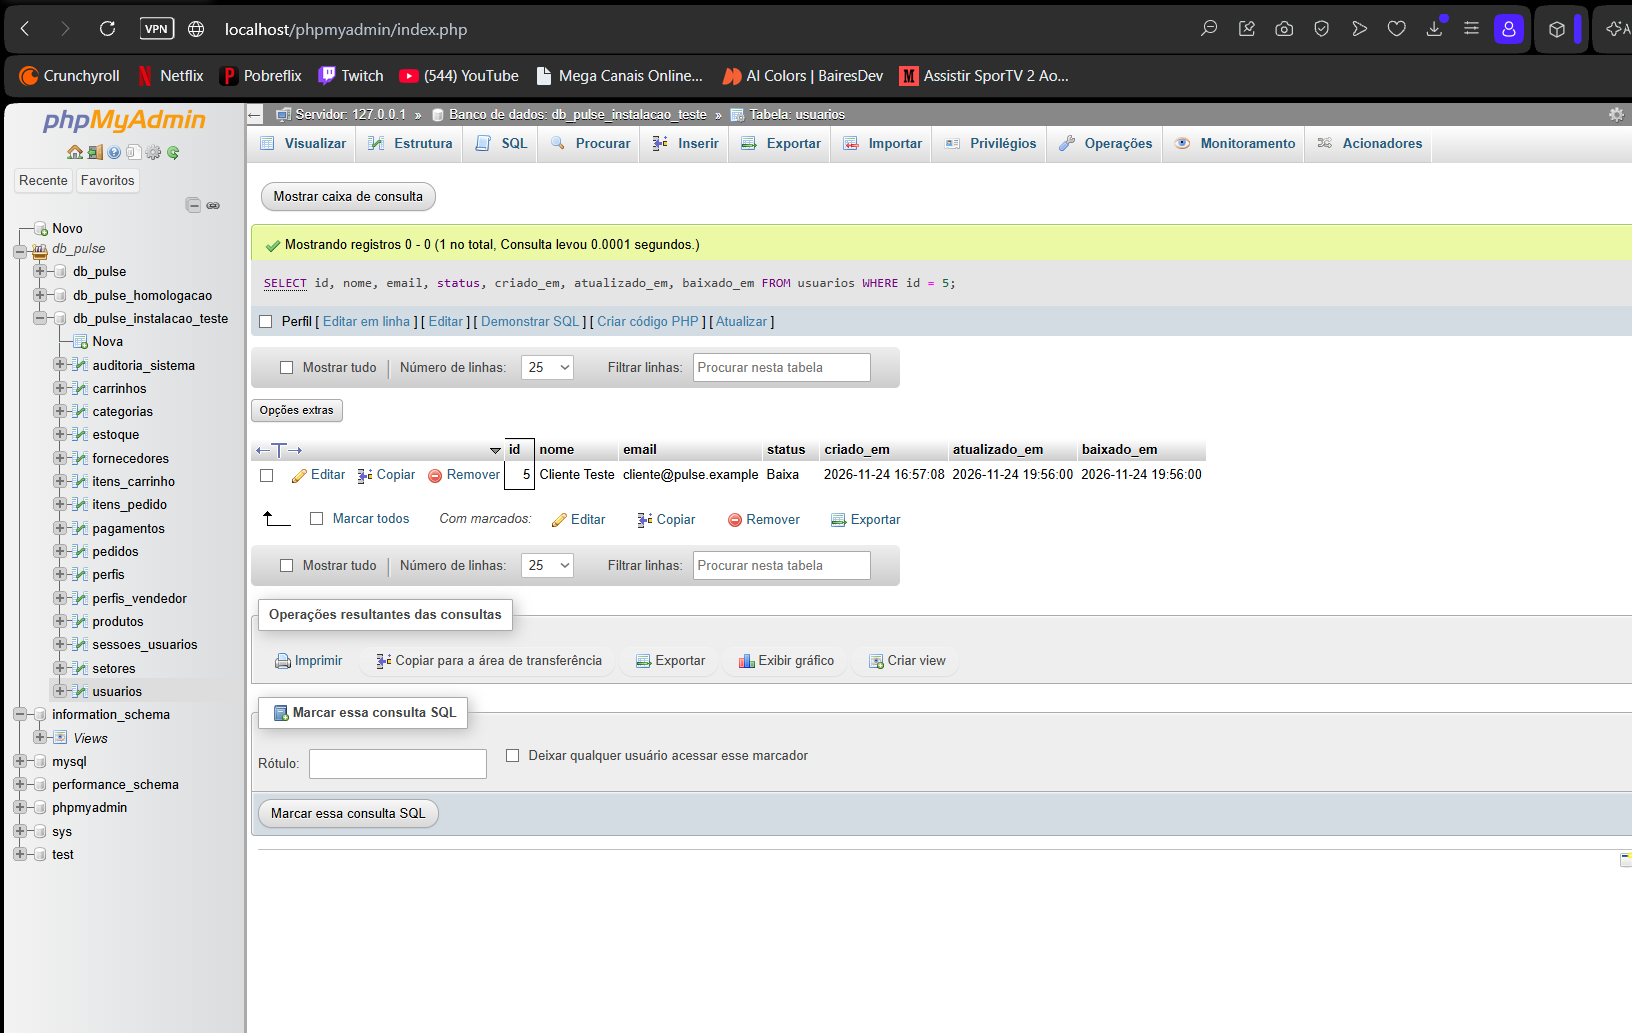 VPN localhost/phpmyadmin/index.php
Crunchyroll Netflix Pobreflix Twitch (544) YouTube Mega Canais Online... AI Colors | BairesDev Assistir SporTV 2 Ao...
phpMyAdmin
Recente Favoritos
Novo
db_pulse
db_pulse
db_pulse_homologacao
db_pulse_instalacao_teste
Nova
auditoria_sistema
carrinhos
categorias
estoque
fornecedores
itens_carrinho
itens_pedido
pagamentos
pedidos
perfis
perfis_vendedor
produtos
sessoes_usuarios
setores
usuarios
information_schema
Views
mysql
performance_schema
phpmyadmin
sys
test
Servidor: 127.0.0.1 » Banco de dados: db_pulse_instalacao_teste » Tabela: usuarios
Visualizar Estrutura SQL Procurar Inserir Exportar Importar Privilégios Operações Monitoramento Acionadores
Mostrar caixa de consulta
Mostrando registros 0 - 0 (1 no total, Consulta levou 0.0001 segundos.)
SELECT id, nome, email, status, criado_em, atualizado_em, baixado_em FROM usuarios WHERE id = 5;
Perfil [ Editar em linha ] [ Editar ] [ Demonstrar SQL ] [ Criar código PHP ] [ Atualizar ]
Mostrar tudo Número de linhas: 25 Filtrar linhas: Procurar nesta tabela
Opções extras
id nome email status criado_em atualizado_em baixado_em
Editar Copiar Remover 5 Cliente Teste cliente@pulse.example Baixa 2026-11-24 16:57:08 2026-11-24 19:56:00 2026-11-24 19:56:00
Marcar todos Com marcados: Editar Copiar Remover Exportar
Mostrar tudo Número de linhas: 25 Filtrar linhas: Procurar nesta tabela
Operações resultantes das consultas
Imprimir Copiar para a área de transferência Exportar Exibir gráfico Criar view
Marcar essa consulta SQL
Rótulo: Deixar qualquer usuário acessar esse marcador
Marcar essa consulta SQL